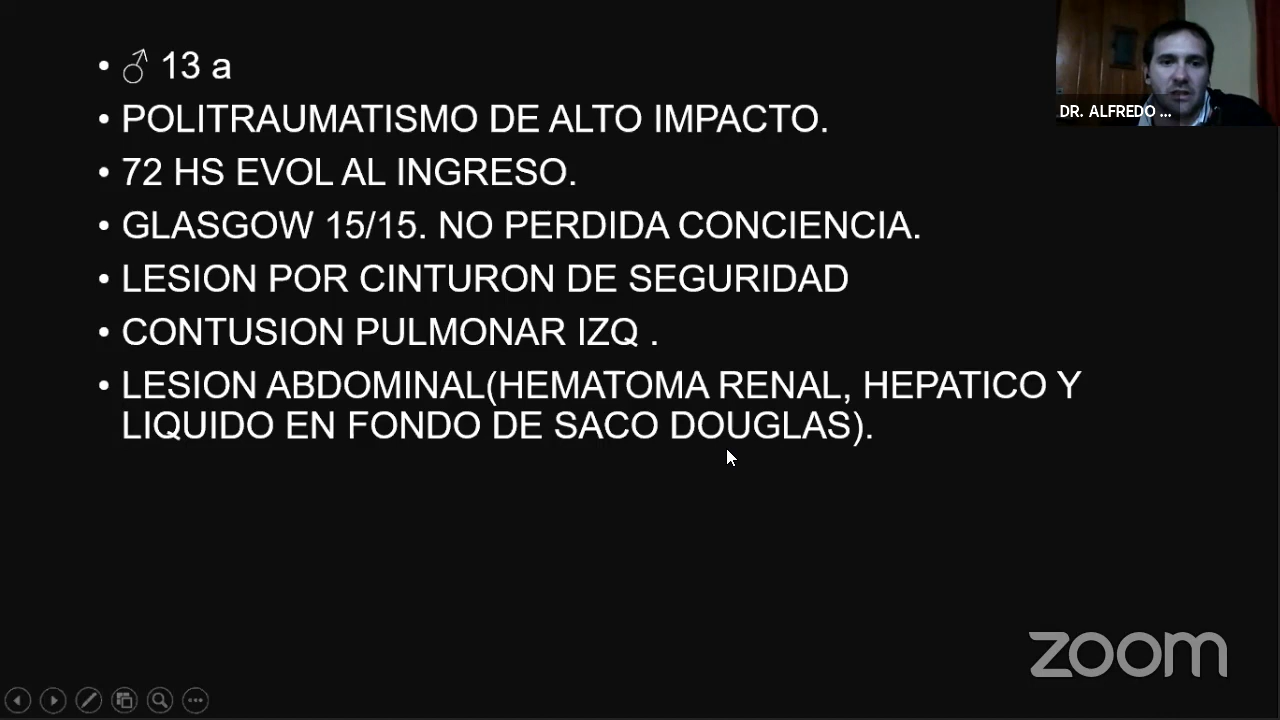 • ♂ 13 a
• POLITRAUMATISMO DE ALTO IMPACTO.
• 72 HS EVOL AL INGRESO.
• GLASGOW 15/15. NO PERDIDA CONCIENCIA.
• LESION POR CINTURON DE SEGURIDAD
• CONTUSION PULMONAR IZQ .
• LESION ABDOMINAL(HEMATOMA RENAL, HEPATICO Y
LIQUIDO EN FONDO DE SACO DOUGLAS).
DR. ALFREDO ...
zoom